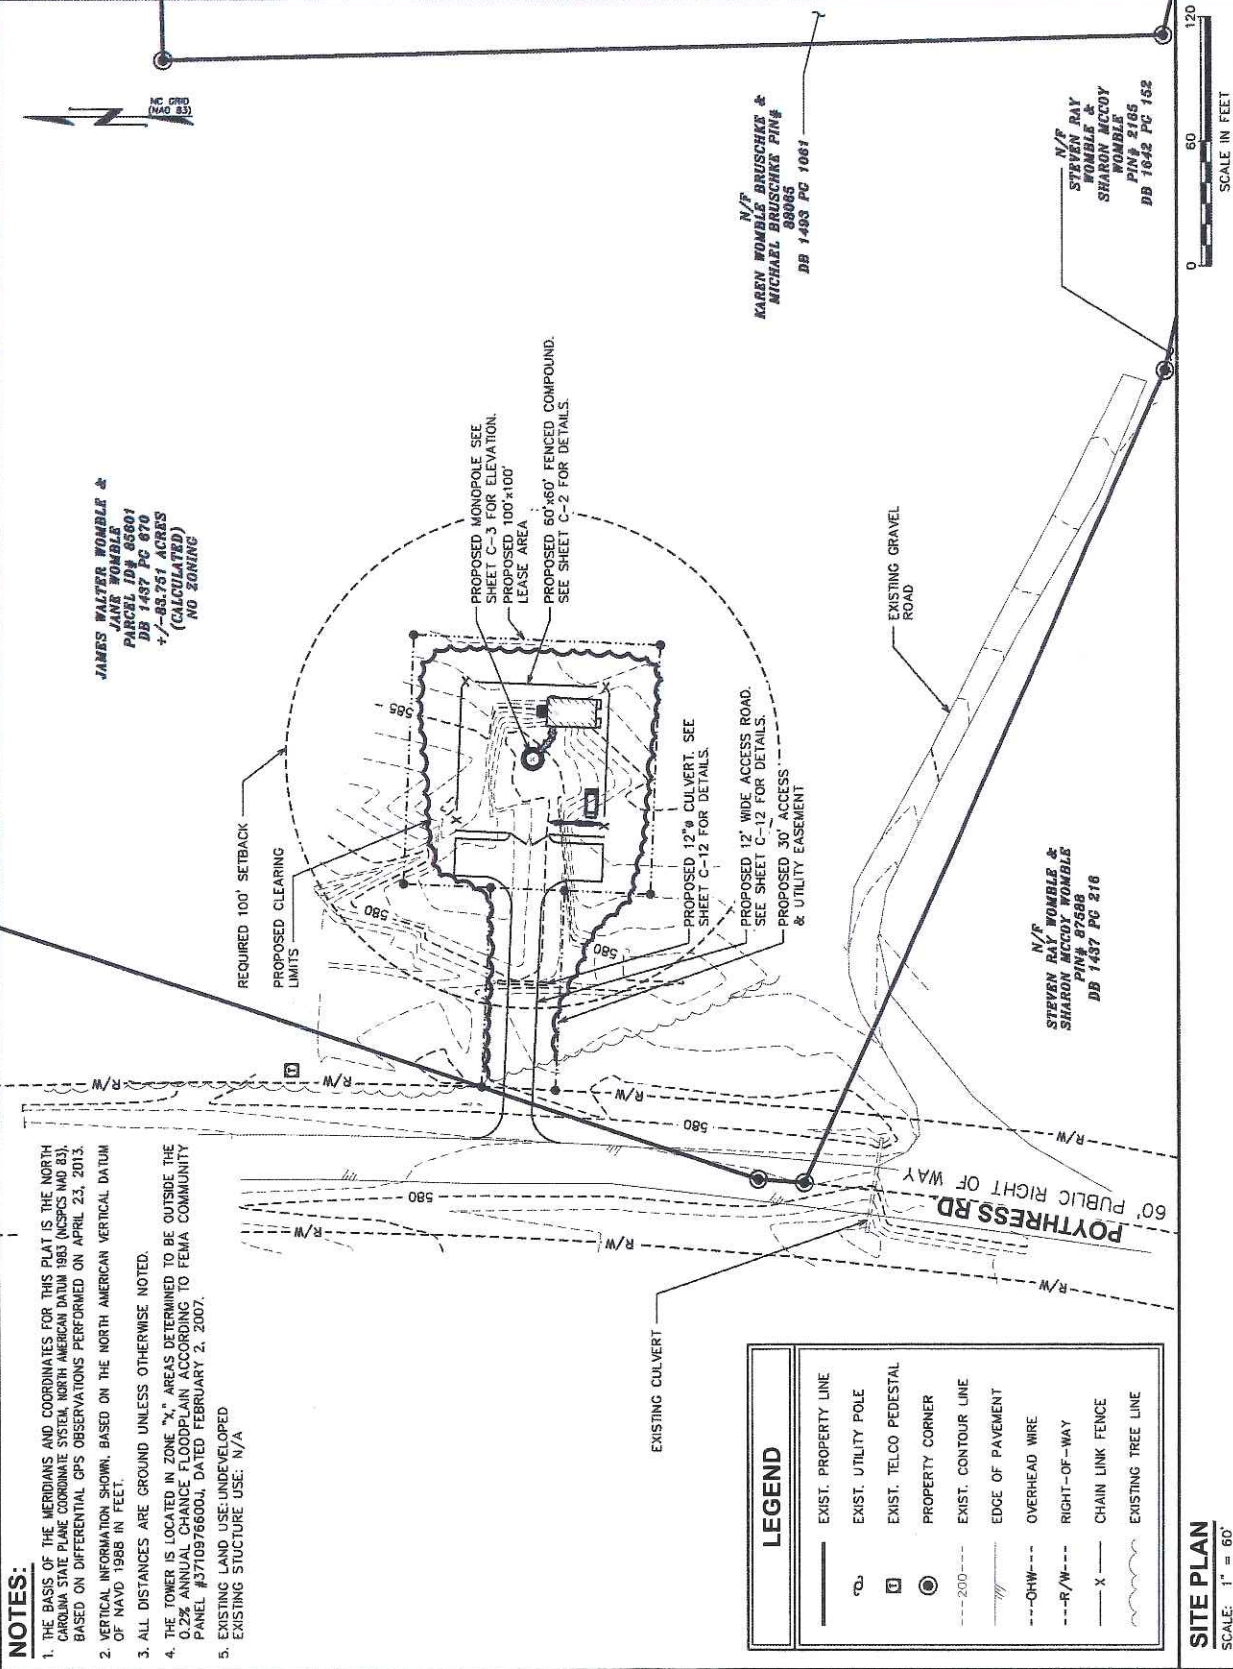 NOTES:
1. THE BASIS OF THE MERIDIANS AND COORDINATES FOR THIS PLAT IS THE NORTH
CAROLINA STATE PLANE COORDINATE SYSTEM, NORTH AMERICAN DATUM 1983 (NCSPCS NAD 83),
BASED ON DIFFERENTIAL GPS OBSERVATIONS PERFORMED ON APRIL 23, 2013.
2. VERTICAL INFORMATION SHOWN, BASED ON THE NORTH AMERICAN VERTICAL DATUM
OF NAVD 1988 IN FEET.
3. ALL DISTANCES ARE GROUND UNLESS OTHERWISE NOTED.
4. THE TOWER IS LOCATED IN ZONE "X," AREAS DETERMINED TO BE OUTSIDE THE
0.2% ANNUAL CHANCE FLOODPLAIN ACCORDING TO FEMA COMMUNITY
PANEL #3710976600J, DATED FEBRUARY 2, 2007.
5. EXISTING LAND USE:UNDEVELOPED
EXISTING STUCTURE USE: N/A
NC GRID
(NAD 83)
JAMES WALTER WOMBLE &
JANE WOMBLE
PARCEL ID# 85601
DB 1437 PG 670
+/-83.751 ACRES
(CALCULATED)
NO ZONING
REQUIRED 100' SETBACK
PROPOSED CLEARING
LIMITS
T
R/W
R/W
R/W
R/W
R/W
R/W
R/W
580
580
580
580
585
X
X
X
X
PROPOSED MONOPOLE SEE
SHEET C-3 FOR ELEVATION.
PROPOSED 100'x100'
LEASE AREA
PROPOSED 60'x60' FENCED COMPOUND.
SEE SHEET C-2 FOR DETAILS.
PROPOSED 12"ø CULVERT. SEE
SHEET C-12 FOR DETAILS.
PROPOSED 12' WIDE ACCESS ROAD.
SEE SHEET C-12 FOR DETAILS.
PROPOSED 30' ACCESS
& UTILITY EASEMENT
N/F
KAREN WOMBLE BRUSCHKE &
MICHAEL BRUSCHKE PIN#
88065
DB 1493 PG 1061
EXISTING GRAVEL
ROAD
N/F
STEVEN RAY
WOMBLE &
SHARON MCCOY
WOMBLE
PIN# 2165
DB 1642 PG 152
N/F
STEVEN RAY WOMBLE &
SHARON MCCOY WOMBLE
PIN# 87588
DB 1437 PG 216
EXISTING CULVERT
POYTHRESS RD.
60' PUBLIC RIGHT OF WAY
LEGEND
EXIST. PROPERTY LINE
EXIST. UTILITY POLE
T EXIST. TELCO PEDESTAL
PROPERTY CORNER
---200--- EXIST. CONTOUR LINE
EDGE OF PAVEMENT
---OHW--- OVERHEAD WIRE
---R/W--- RIGHT-OF-WAY
X CHAIN LINK FENCE
EXISTING TREE LINE
SITE PLAN
SCALE: 1" = 60'
0 60 120
SCALE IN FEET